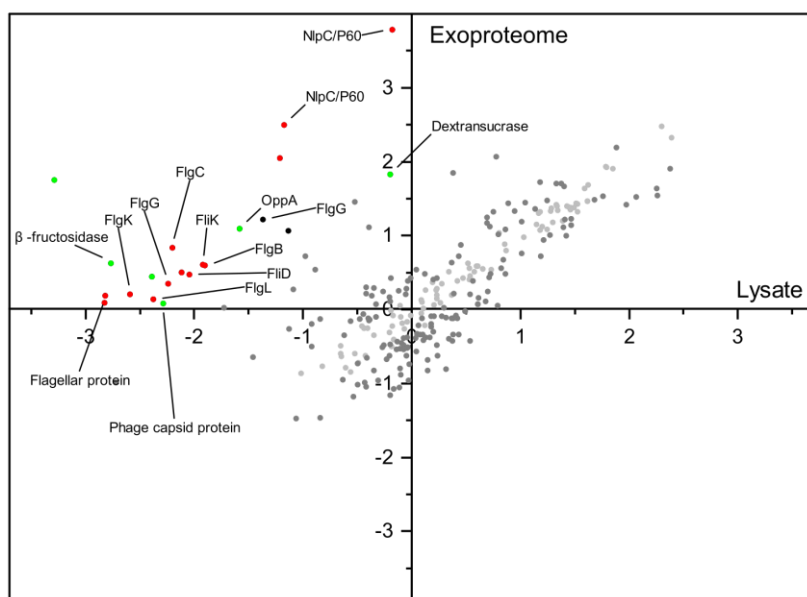 NlpC/P60
Exoproteome
3
NlpC/P60
Dextransucrase
2
FlgC
FlgG
OppA
FlgG
FlgK
FliK
β -fructosidase
FlgB
1
FliD
FlgL
Lysate
0
-3
-2
-1
0
1
2
3
Flagellar protein
-1
Phage capsid protein
-2
-3